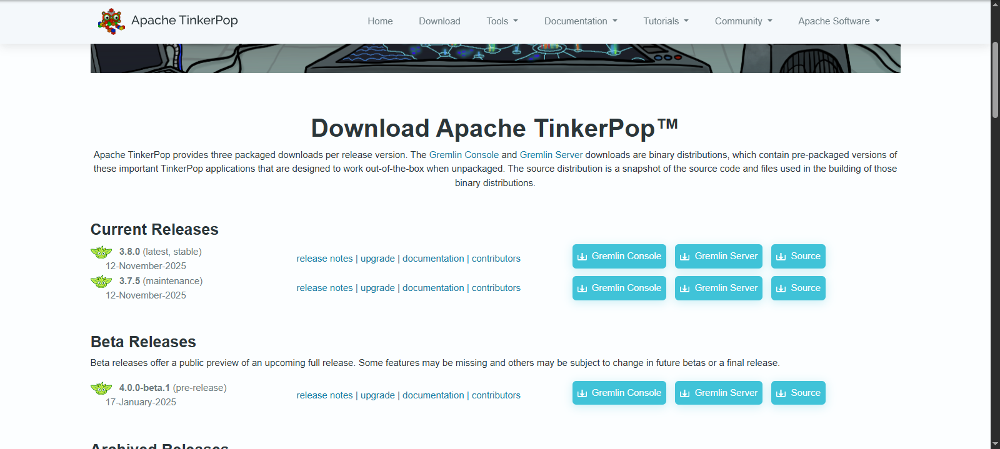 Apache TinkerPop
Home Download Tools Documentation Tutorials Community Apache Software
Download Apache TinkerPop™
Apache TinkerPop provides three packaged downloads per release version. The Gremlin Console and Gremlin Server downloads are binary distributions, which contain pre-packaged versions of
these important TinkerPop applications that are designed to work out-of-the-box when unpackaged. The source distribution is a snapshot of the source code and files used in the building of those
binary distributions.
Current Releases
3.8.0 (latest, stable)
12-November-2025
release notes | upgrade | documentation | contributors
Gremlin Console Gremlin Server Source
3.7.5 (maintenance)
12-November-2025
release notes | upgrade | documentation | contributors
Gremlin Console Gremlin Server Source
Beta Releases
Beta releases offer a public preview of an upcoming full release. Some features may be missing and others may be subject to change in future betas or a final release.
4.0.0-beta.1 (pre-release)
17-January-2025
release notes | upgrade | documentation | contributors
Gremlin Console Gremlin Server Source
Archived Releases